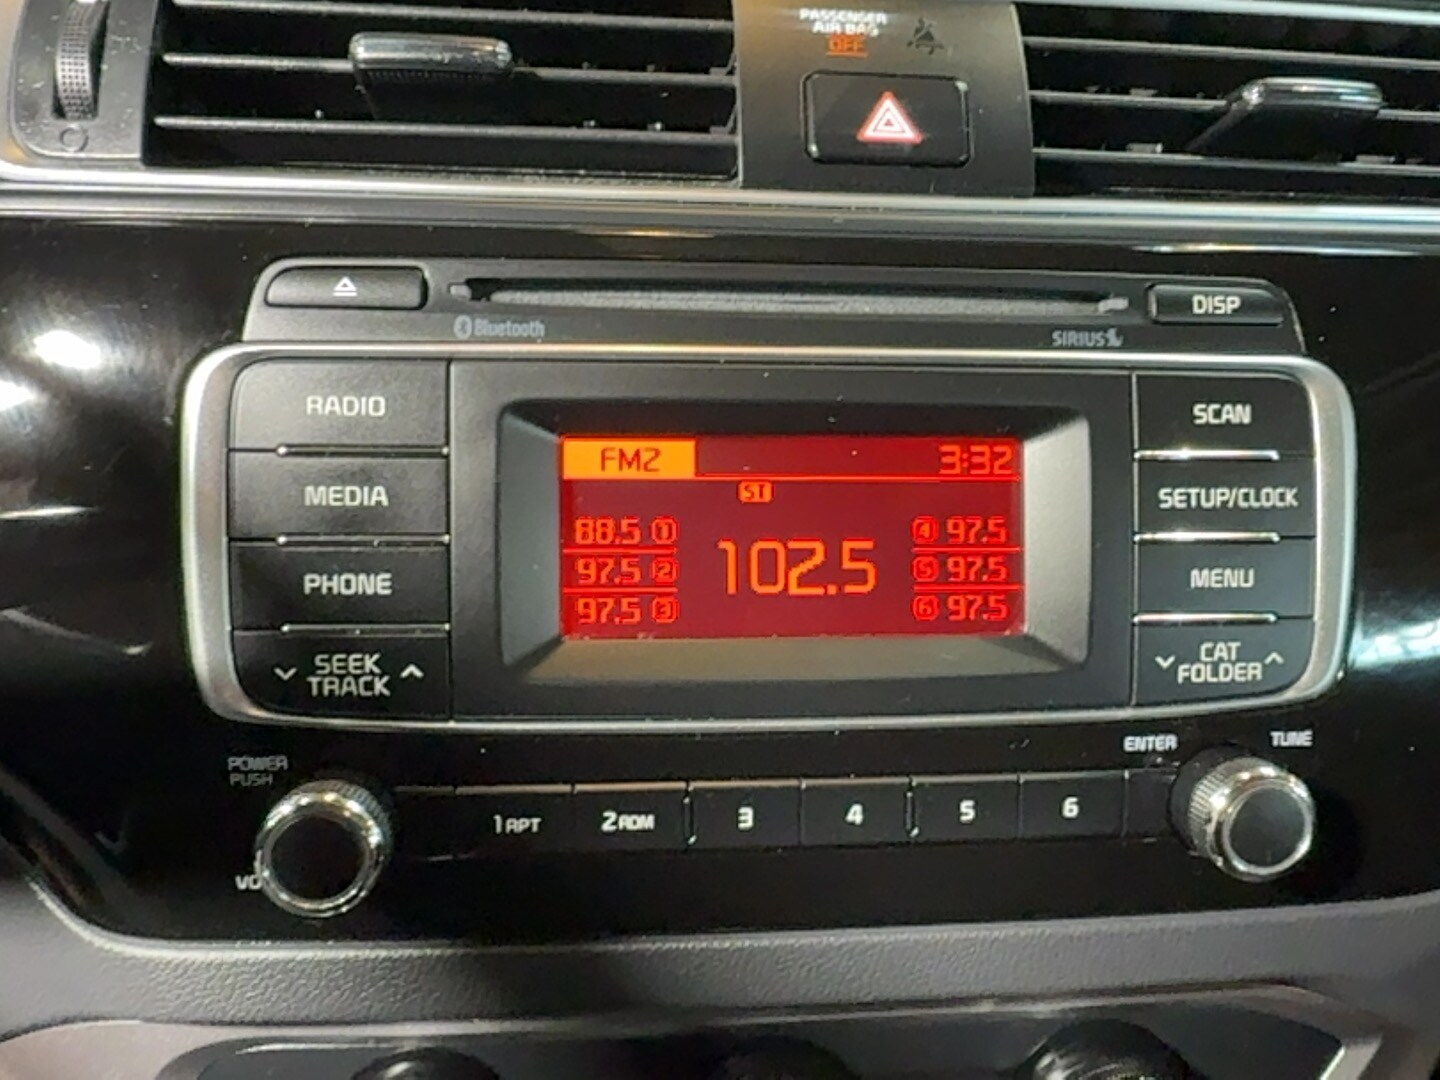 PASSENGER
AIR BAG
OFF
DISP
Bluetooth
SIRIUS
RADIO
MEDIA
PHONE
SEEK
TRACK
FM2 3:32
ST
88.5 1
97.5 2
97.5 3
102.5
4 97.5
5 97.5
6 97.5
SCAN
SETUP/CLOCK
MENU
CAT
FOLDER
POWER
PUSH
VO
1 RPT
2 RDM
3
4
5
6
ENTER
TUNE